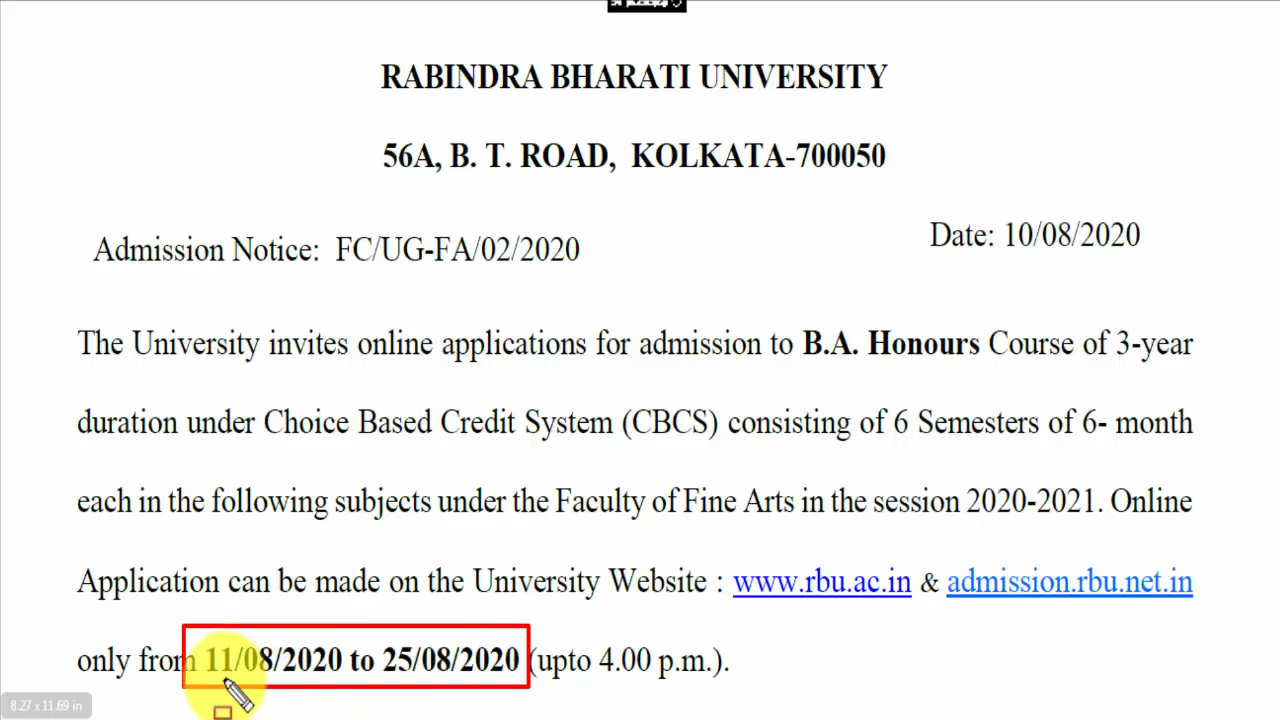 RABINDRA BHARATI UNIVERSITY
56A, B. T. ROAD, KOLKATA-700050
Admission Notice: FC/UG-FA/02/2020
Date: 10/08/2020
The University invites online applications for admission to B.A. Honours Course of 3-year
duration under Choice Based Credit System (CBCS) consisting of 6 Semesters of 6- month
each in the following subjects under the Faculty of Fine Arts in the session 2020-2021. Online
Application can be made on the University Website : www.rbu.ac.in & admission.rbu.net.in
only from 11/08/2020 to 25/08/2020 (upto 4.00 p.m.).
8.27 x 11.69 in